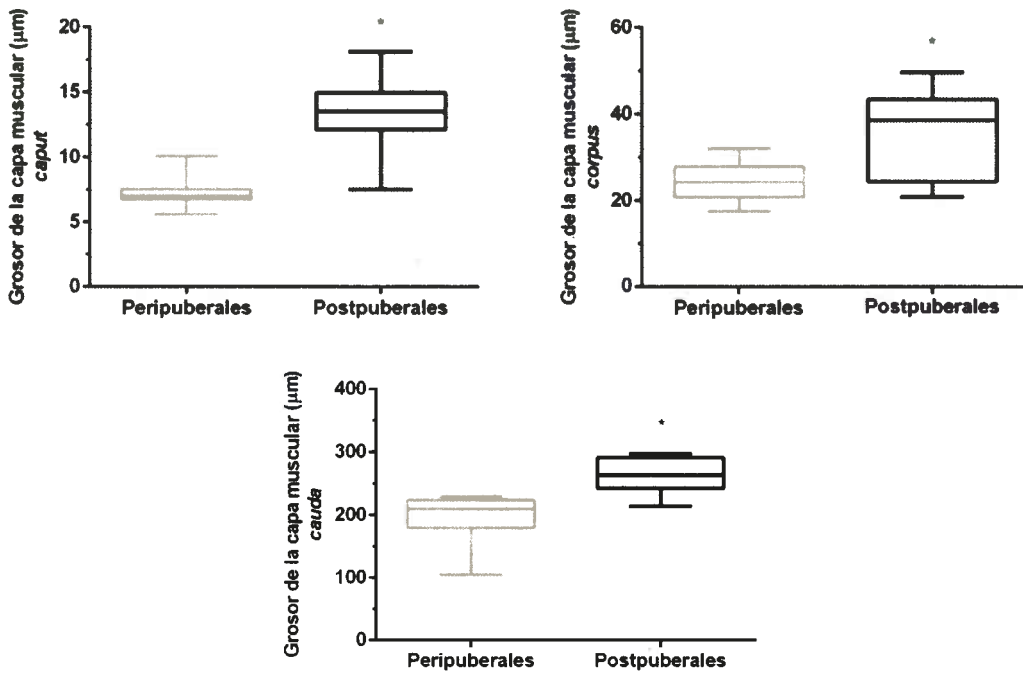 Grosor de la capa muscular (µm)
caput
20
15
10
5
0
Peripuberales
Postpuberales
*
Grosor de la capa muscular (µm)
corpus
60
40
20
0
Peripuberales
Postpuberales
*
Grosor de la capa muscular (µm)
cauda
400
300
200
100
0
Peripuberales
Postpuberales
*